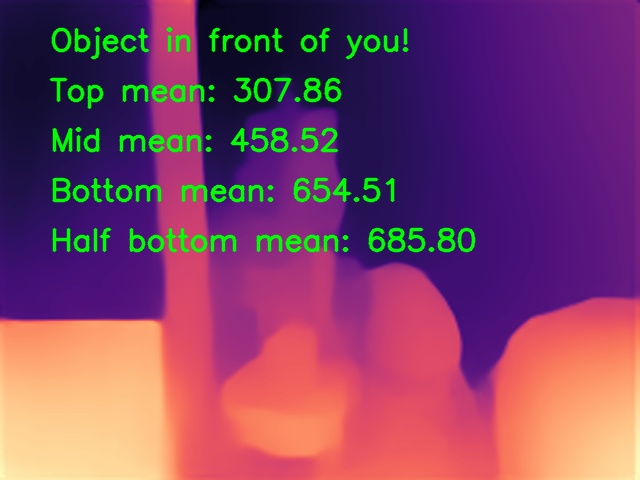 Object in front of you!
Top mean: 307.86
Mid mean: 458.52
Bottom mean: 654.51
Half bottom mean: 685.80